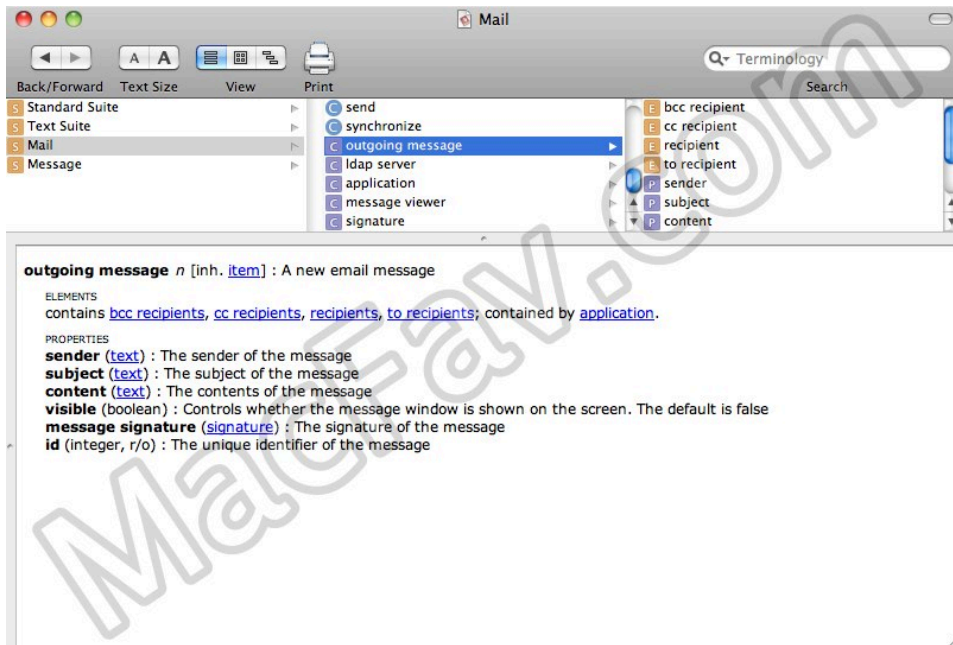 Mail
A A
Terminology
Back/Forward Text Size View Print Search
S Standard Suite
S Text Suite
S Mail
S Message
C send
C synchronize
C outgoing message
C ldap server
C application
C message viewer
C signature
E bcc recipient
E cc recipient
E recipient
E to recipient
P sender
P subject
P content
outgoing message n [inh. item] : A new email message
ELEMENTS
contains bcc recipients, cc recipients, recipients, to recipients; contained by application.
PROPERTIES
sender (text) : The sender of the message
subject (text) : The subject of the message
content (text) : The contents of the message
visible (boolean) : Controls whether the message window is shown on the screen. The default is false
message signature (signature) : The signature of the message
id (integer, r/o) : The unique identifier of the message
MacFav.com